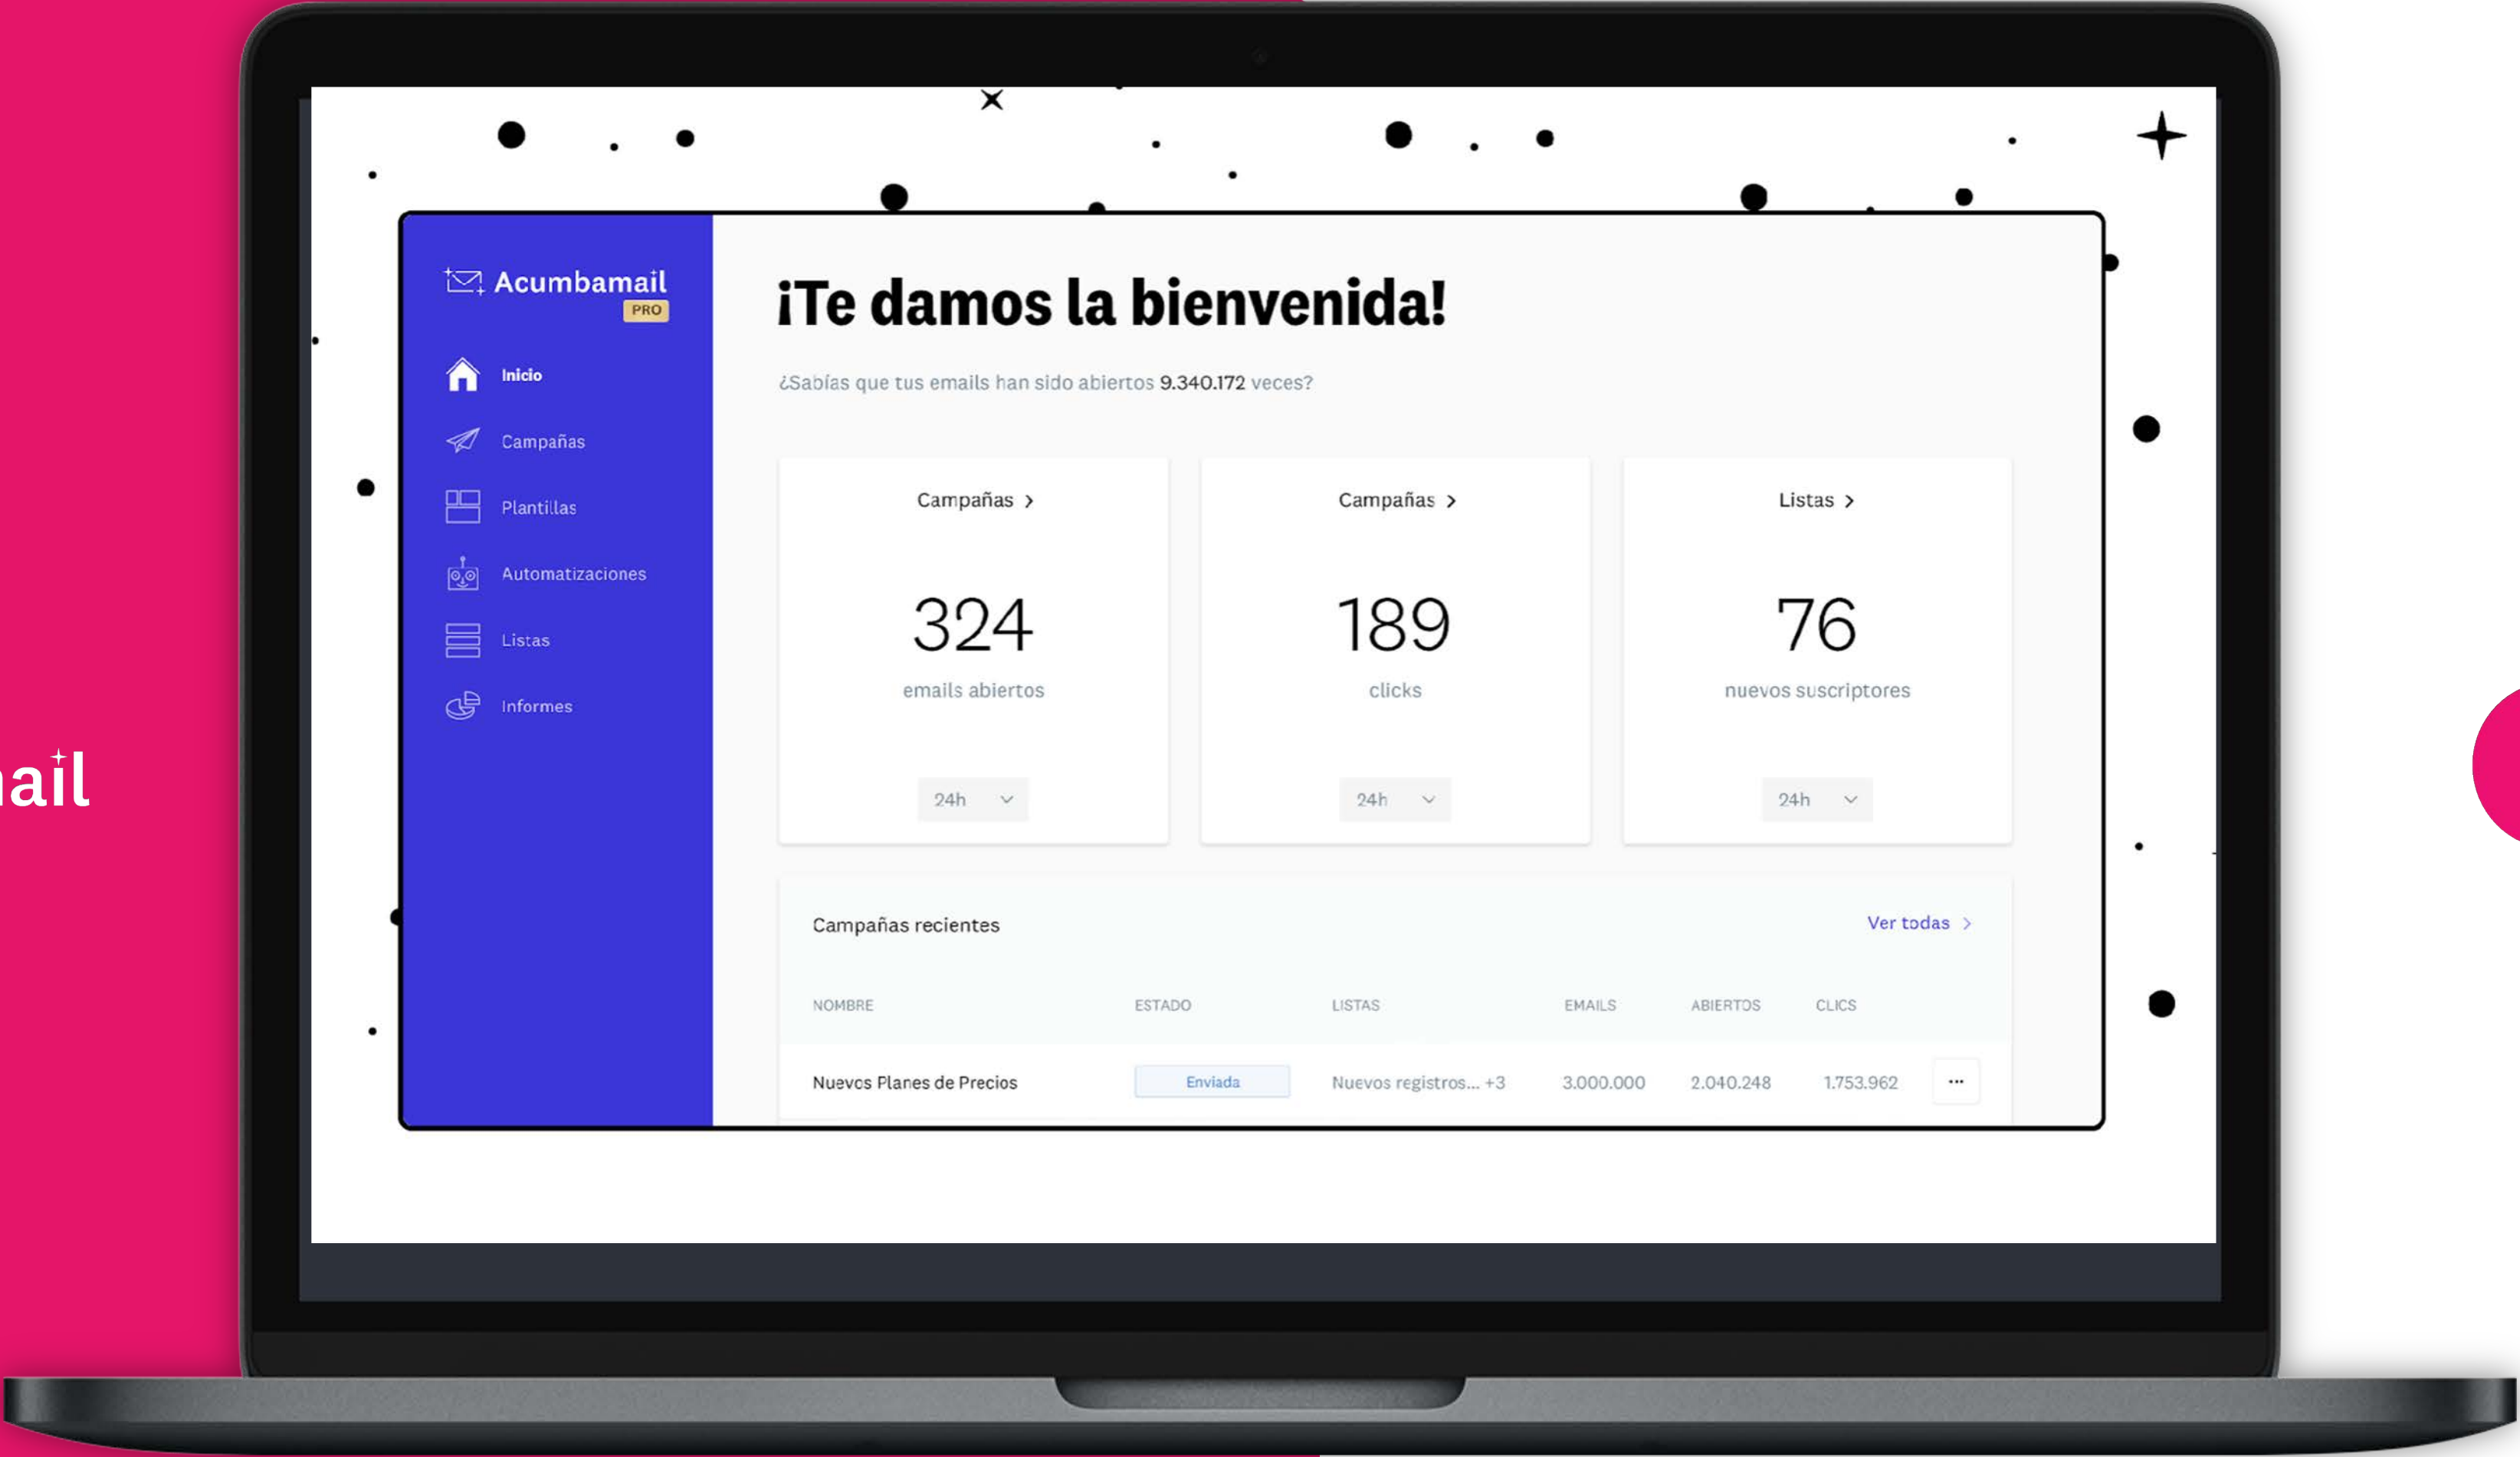 Acumbamail
PRO
Inicio
Campañas
Plantillas
Automatizaciones
Listas
Informes
¡Te damos la bienvenida!
¿Sabías que tus emails han sido abiertos 9.340.172 veces?
Campañas >
324
emails abiertos
24h
Campañas >
189
clicks
24h
Listas >
76
nuevos suscriptores
24h
Campañas recientes
Ver todas >
NOMBRE ESTADO LISTAS EMAILS ABIERTOS CLICS
Nuevos Planes de Precios Enviada Nuevos registros... +3 3.000.000 2.040.248 1.753.962 ...
ail